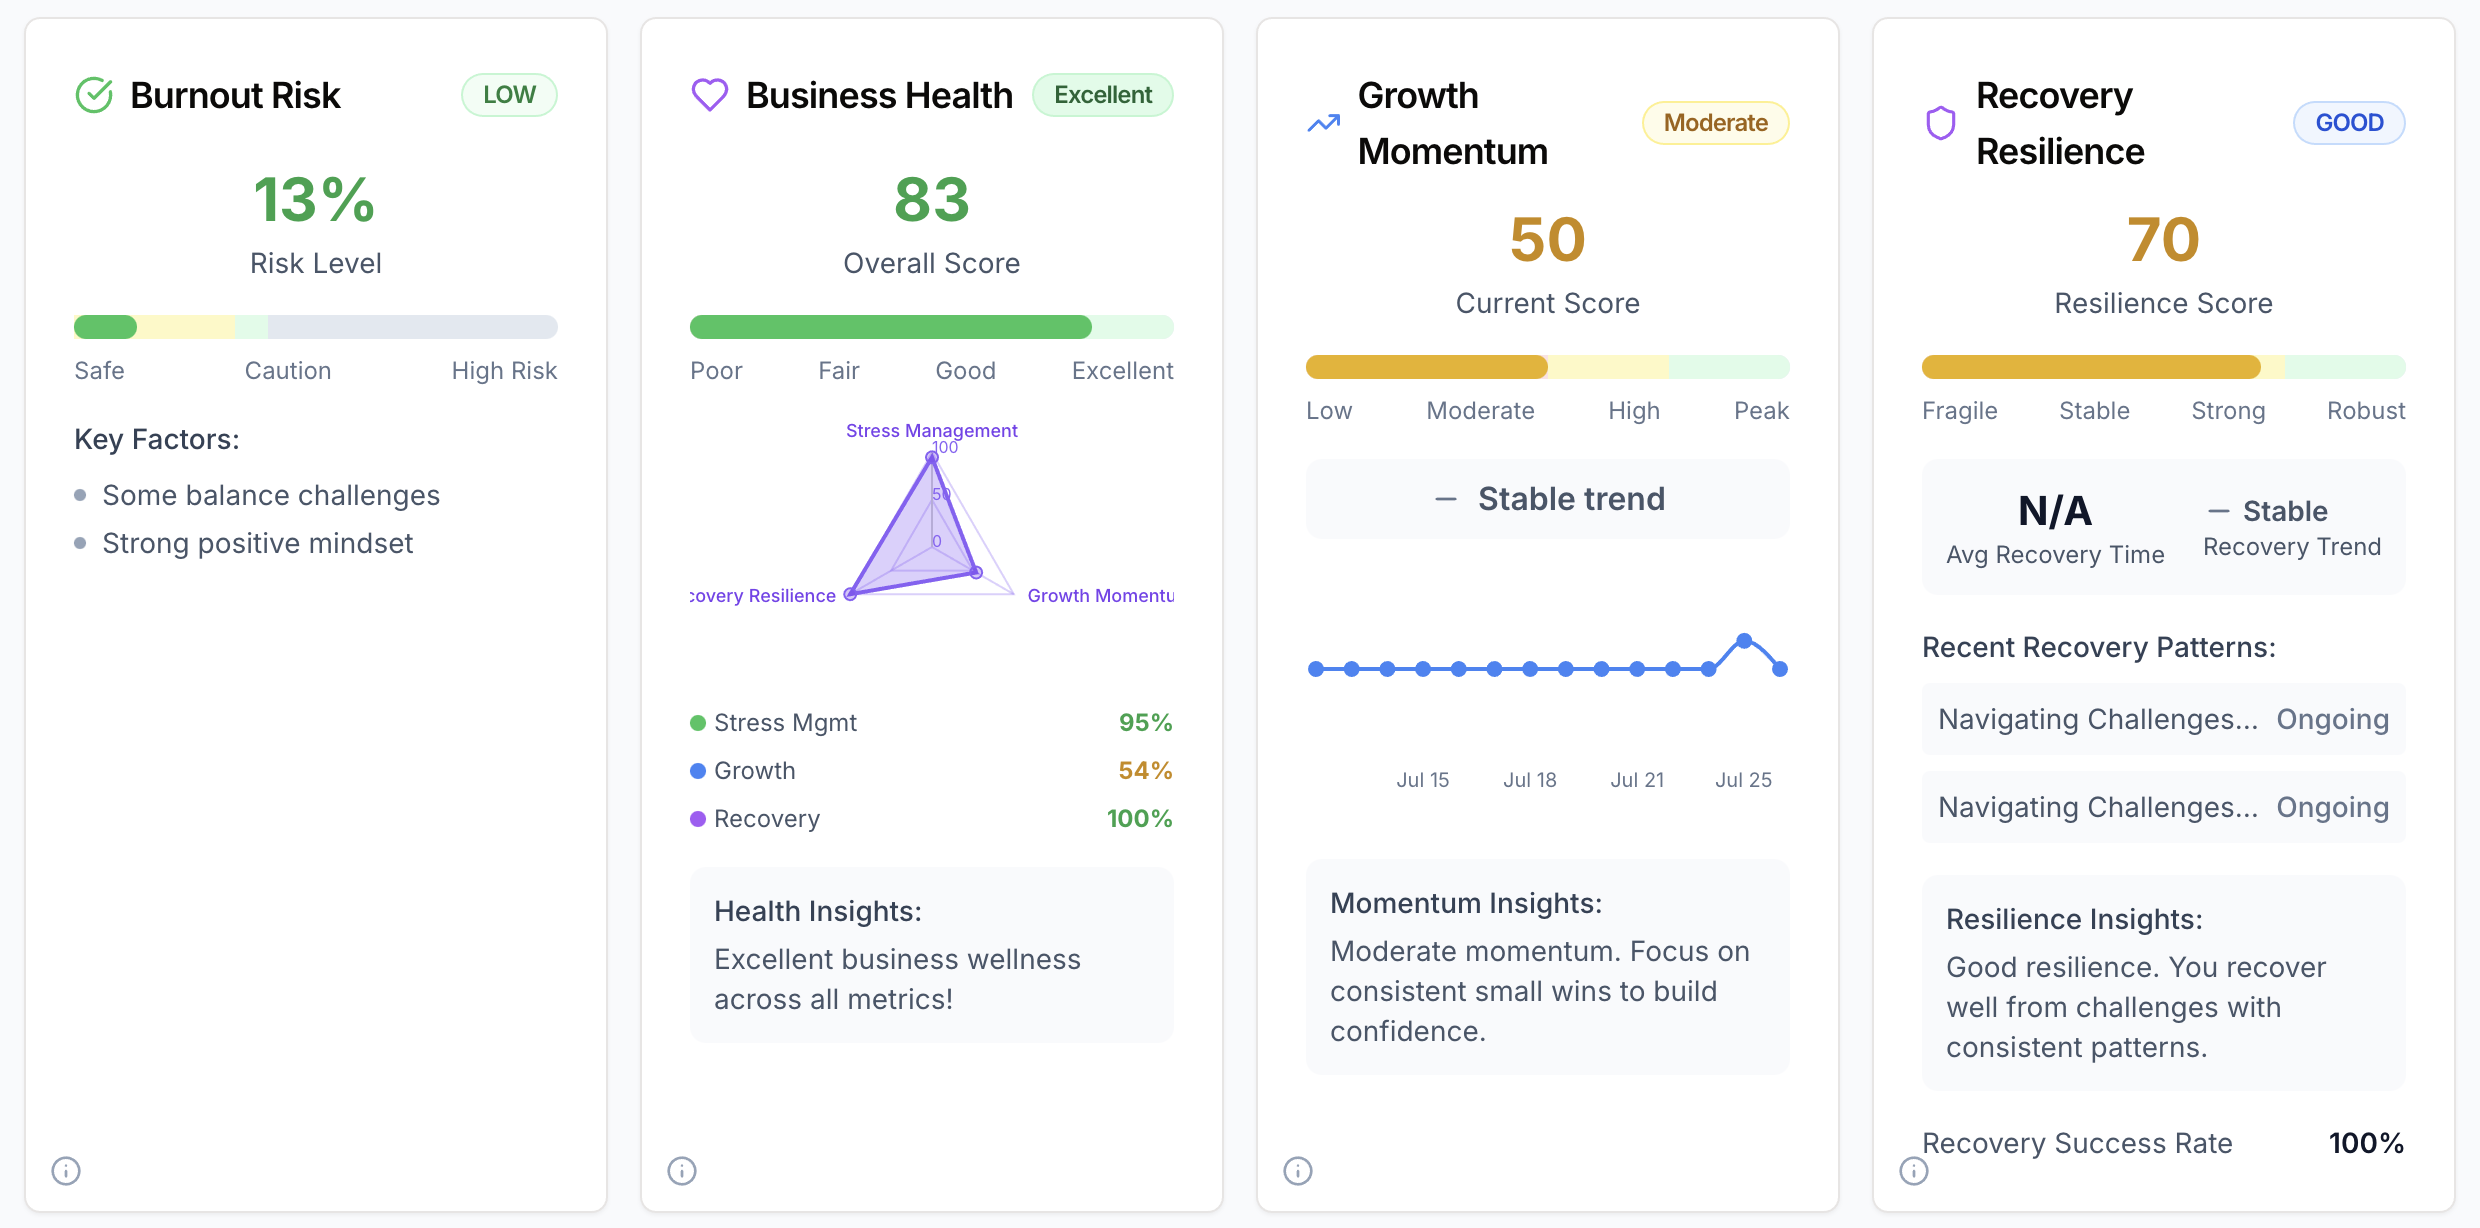 Burnout Risk
LOW
13%
Risk Level
Safe
Caution
High Risk
Key Factors:
Some balance challenges
Strong positive mindset
Business Health
Excellent
83
Overall Score
Poor
Fair
Good
Excellent
Stress Management
100
50
0
covery Resilience
Growth Momentu
Stress Mgmt
95%
Growth
54%
Recovery
100%
Health Insights:
Excellent business wellness
across all metrics!
Growth
Momentum
Moderate
50
Current Score
Low
Moderate
High
Peak
Stable trend
Jul 15
Jul 18
Jul 21
Jul 25
Momentum Insights:
Moderate momentum. Focus on
consistent small wins to build
confidence.
Recovery
Resilience
GOOD
70
Resilience Score
Fragile
Stable
Strong
Robust
N/A
Avg Recovery Time
Stable
Recovery Trend
Recent Recovery Patterns:
Navigating Challenges...
Ongoing
Navigating Challenges...
Ongoing
Resilience Insights:
Good resilience. You recover
well from challenges with
consistent patterns.
Recovery Success Rate
100%